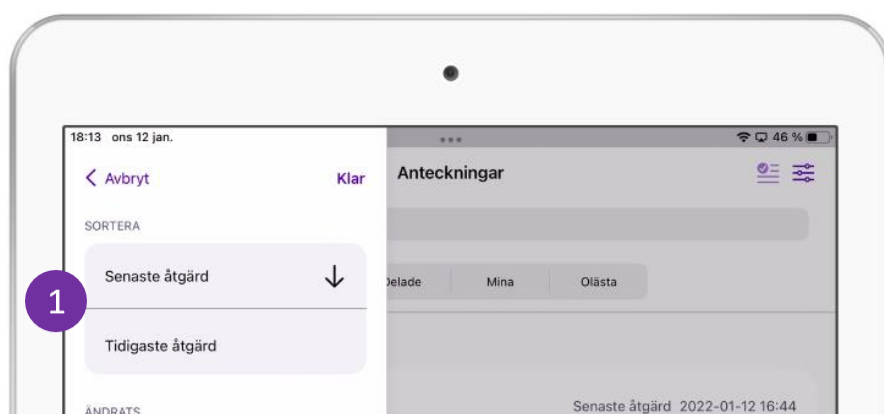 18:13 ons 12 jan.
46 %
Avbryt
Klar
Anteckningar
SORTERA
Senaste åtgärd
Delade
Mina
Olästa
1
Tidigaste åtgärd
ÄNDRATS
Senaste åtgärd 2022-01-12 16:44